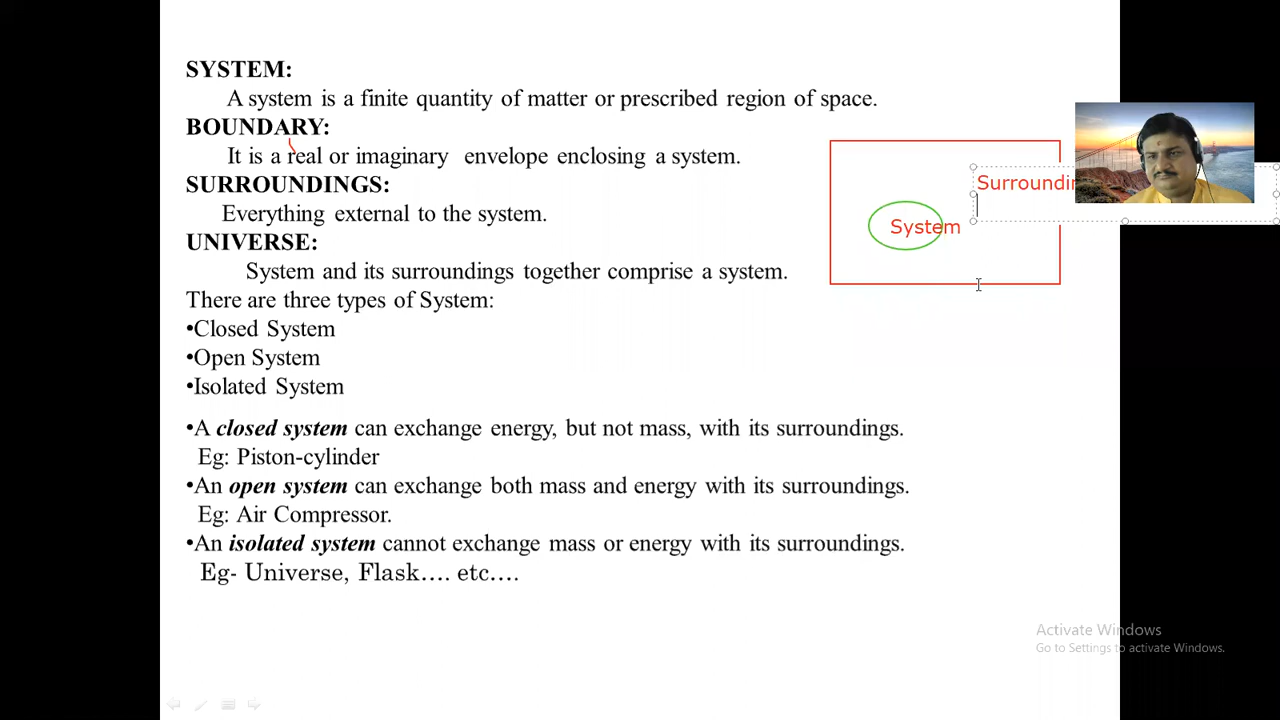 SYSTEM:
A system is a finite quantity of matter or prescribed region of space.
BOUNDARY:
It is a real or imaginary envelope enclosing a system.
SURROUNDINGS:
Everything external to the system.
UNIVERSE:
System and its surroundings together comprise a system.
There are three types of System:
•Closed System
•Open System
•Isolated System
•A closed system can exchange energy, but not mass, with its surroundings.
Eg: Piston-cylinder
•An open system can exchange both mass and energy with its surroundings.
Eg: Air Compressor.
•An isolated system cannot exchange mass or energy with its surroundings.
Eg- Universe, Flask…. etc….
System
Activate Windows
Go to Settings to activate Windows.